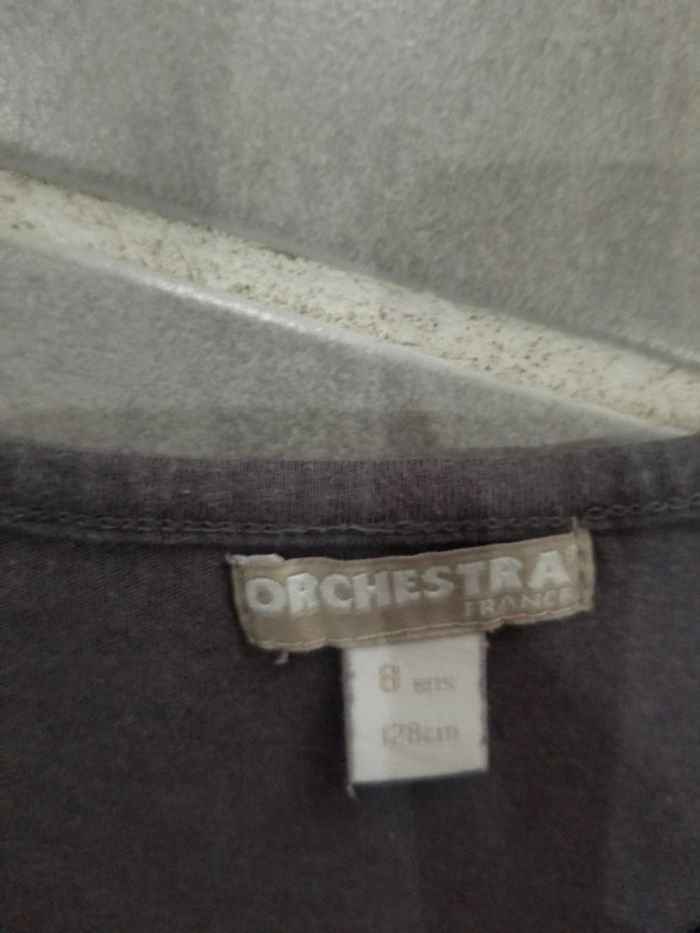 ORCHESTRA
FRANCE
8 ans
128cm